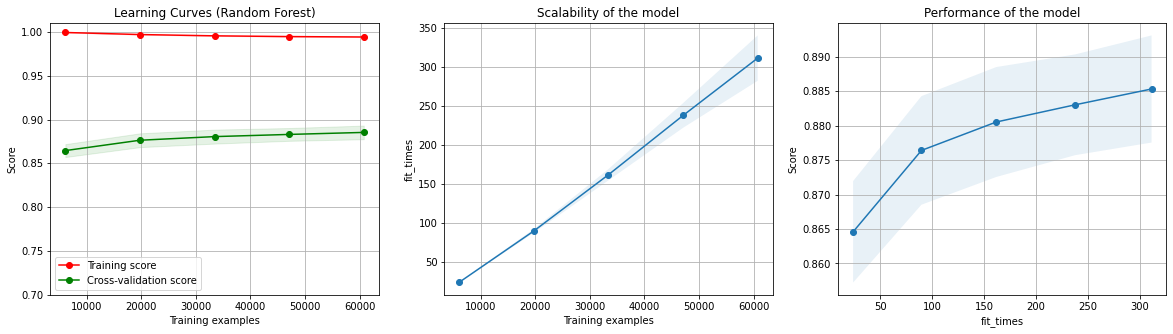 Learning Curves (Random Forest)
1.00
0.95
0.90
0.85
0.80
0.75
0.70
Score
Training score
Cross-validation score
10000 20000 30000 40000 50000 60000
Training examples
Scalability of the model
350
300
250
200
150
100
50
fit_times
10000 20000 30000 40000 50000 60000
Training examples
Performance of the model
0.890
0.885
0.880
0.875
0.870
0.865
0.860
Score
50 100 150 200 250 300
fit_times